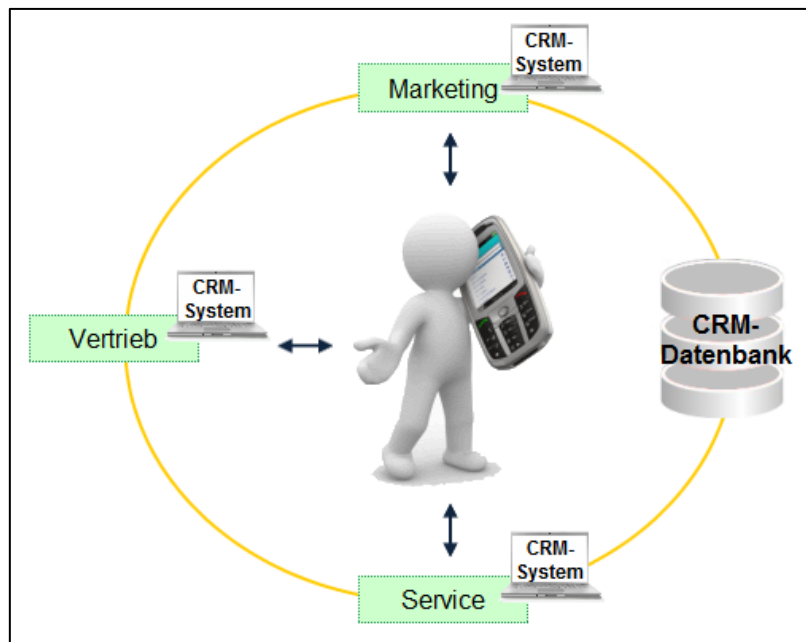 CRM-
System
Marketing
CRM-
System
Vertrieb
CRM-
Datenbank
CRM-
System
Service